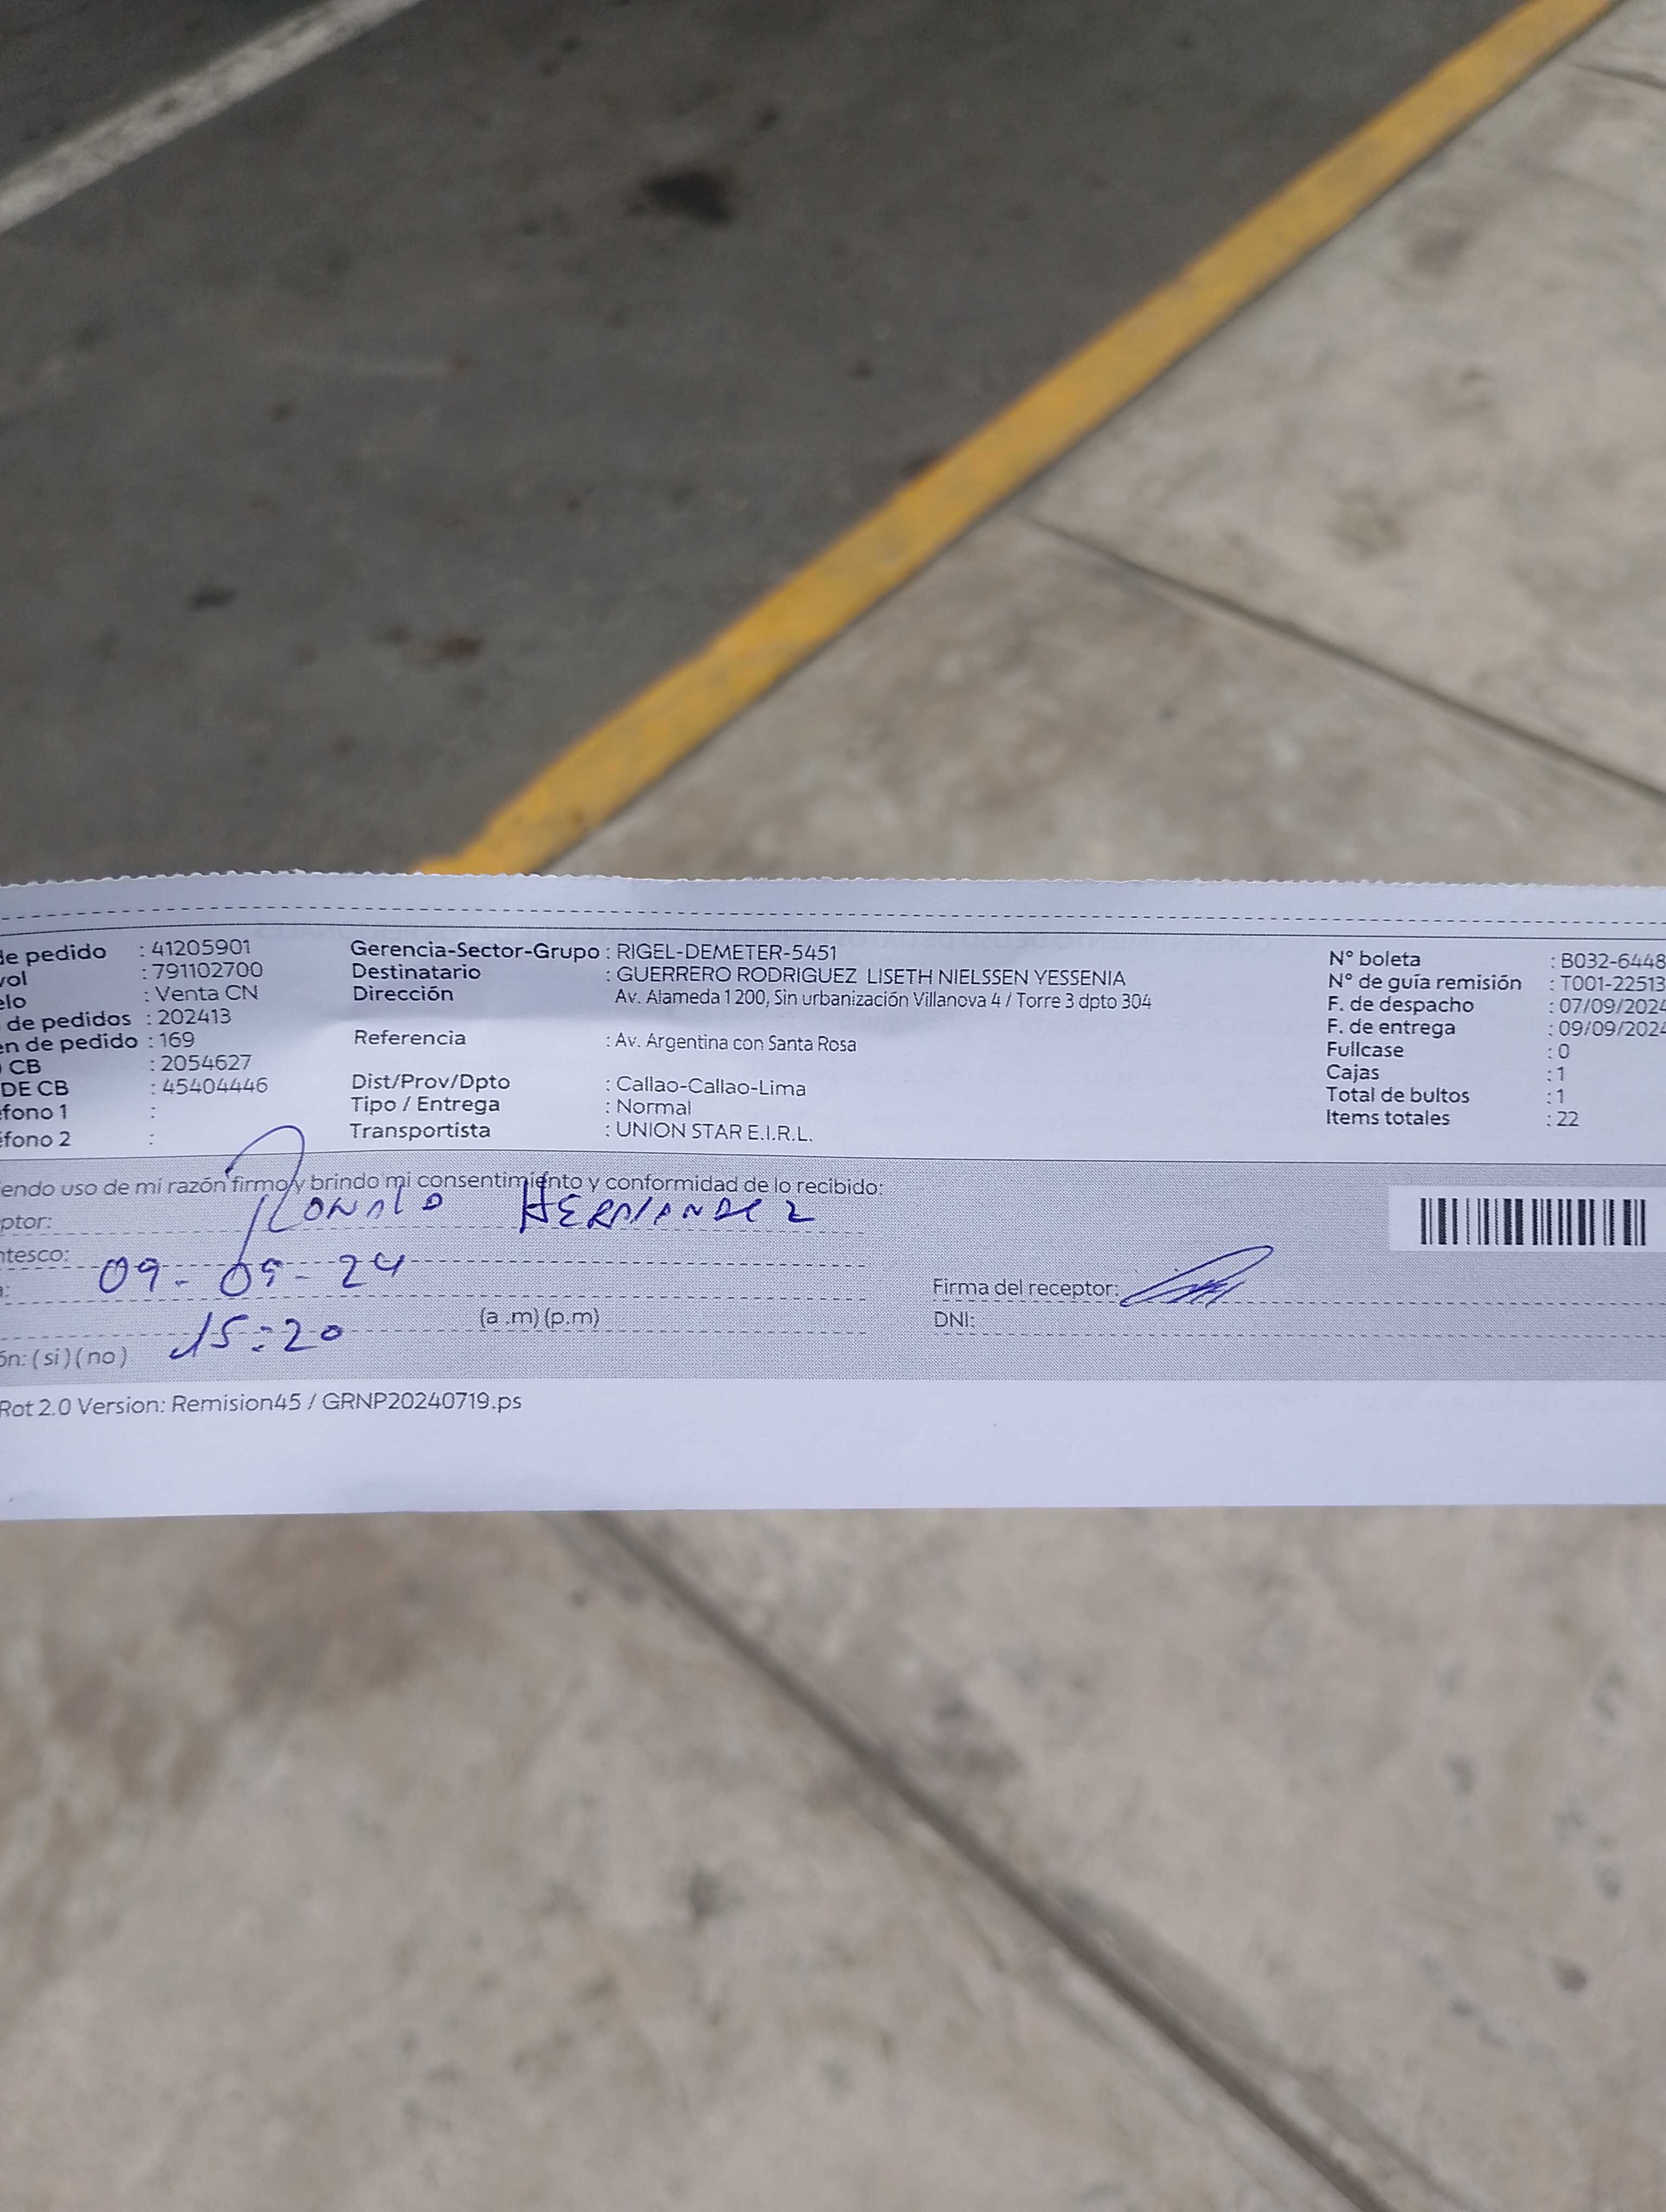 de pedido : 41205901 Gerencia-Sector-Grupo : RIGEL-DEMETER-5451 N° boleta : B032-6448
vol : 791102700 Destinatario : GUERRERO RODRIGUEZ LISETH NIELSSEN YESSENIA N° de guía remisión : T001-22513
elo : Venta CN Dirección Av. Alameda 1200, Sin urbanización Villanova 4 / Torre 3 dpto 304 F. de despacho : 07/09/2024
de pedidos : 202413 F. de entrega : 09/09/2024
en de pedido : 169 Referencia : Av. Argentina con Santa Rosa Fullcase : 0
CB : 2054627 Cajas : 1
DE CB : 45404446 Dist/Prov/Dpto : Callao-Callao-Lima Total de bultos : 1
éfono 1 : Tipo / Entrega : Normal Items totales : 22
éfono 2 : Transportista : UNION STAR E.I.R.L.
endo uso de mi razón firmo y brindo mi consentimiento y conformidad de lo recibido:
ptor: RONALD HERNANDEZ
ntesco:
09-09-24 Firma del receptor:
15:20 (a .m) (p.m) DNI:
ón: (si) (no)
Rot 2.0 Version: Remision45 / GRNP20240719.ps